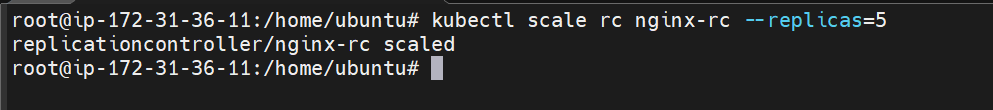 root@ip-172-31-36-11:/home/ubuntu# kubectl scale rc nginx-rc --replicas=5
replicationcontroller/nginx-rc scaled
root@ip-172-31-36-11:/home/ubuntu#